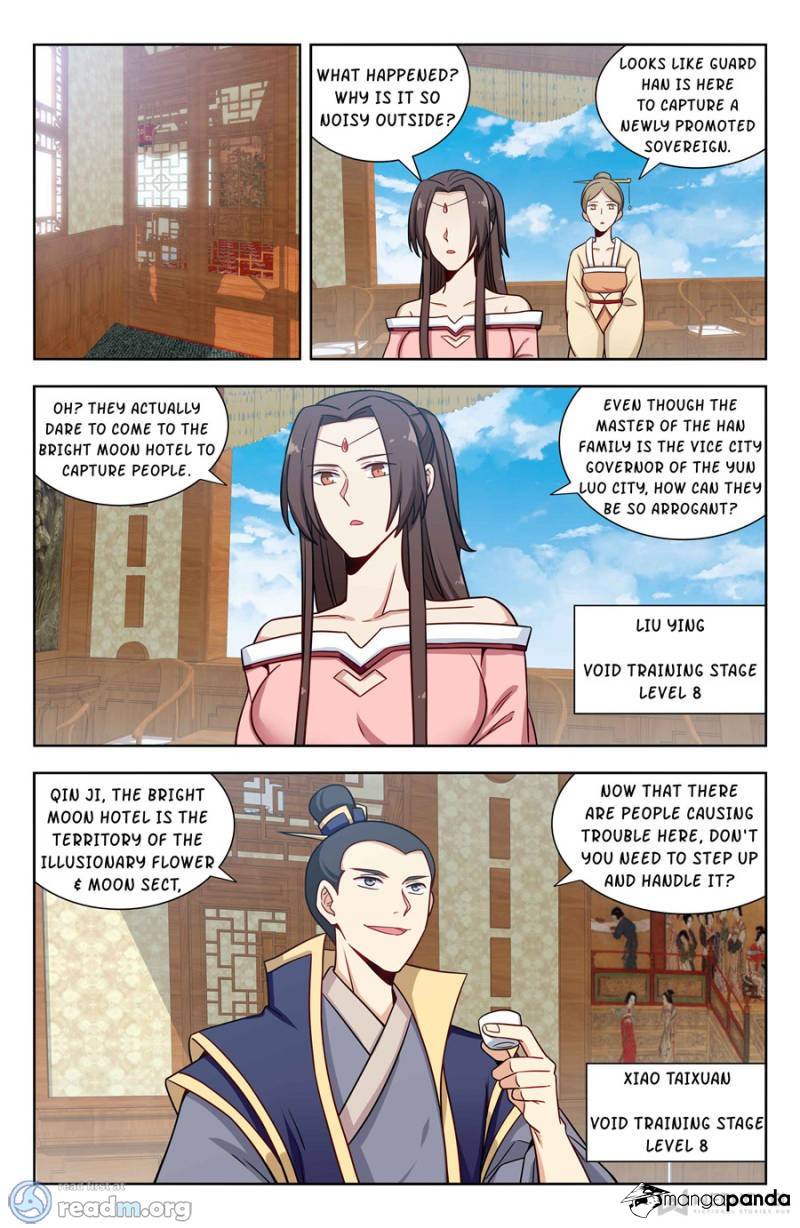 WHAT HAPPENED?
WHY IS IT SO
NOISY OUTSIDE?
LOOKS LIKE GUARD
HAN IS HERE
TO CAPTURE A
NEWLY PROMOTED
SOVEREIGN.
OH? THEY ACTUALLY
DARE TO COME TO THE
BRIGHT MOON HOTEL TO
CAPTURE PEOPLE.
EVEN THOUGH THE
MASTER OF THE HAN
FAMILY IS THE VICE CITY
GOVERNOR OF THE YUN
LUO CITY, HOW CAN THEY
BE SO ARROGANT?
LIU YING
VOID TRAINING STAGE
LEVEL 8
QIN JI, THE BRIGHT
MOON HOTEL IS THE
TERRITORY OF THE
ILLUSIONARY FLOWER
& MOON SECT,
NOW THAT THERE
ARE PEOPLE CAUSING
TROUBLE HERE, DON'T
YOU NEED TO STEP UP
AND HANDLE IT?
XIAO TAIXUAN
VOID TRAINING STAGE
LEVEL 8
read first at
readm.org
mangapanda